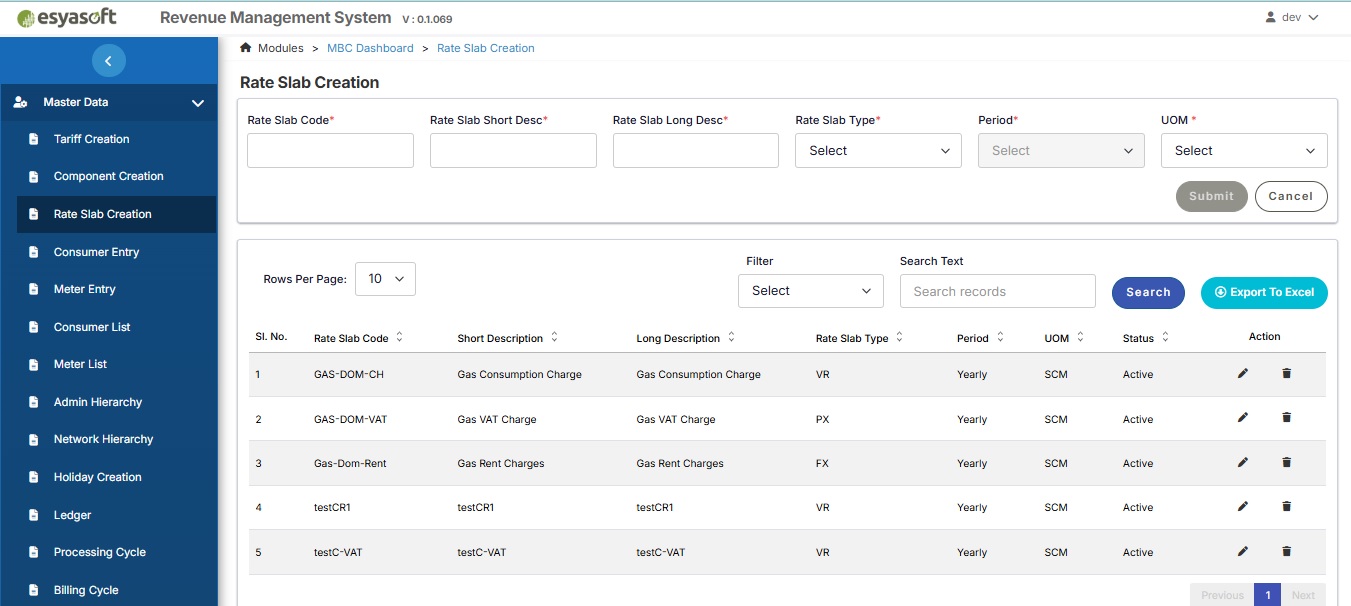 esyasoft Revenue Management System V : 0.1.069 dev
Modules > MBC Dashboard > Rate Slab Creation
Rate Slab Creation
Master Data
Tariff Creation
Component Creation
Rate Slab Creation
Consumer Entry
Meter Entry
Consumer List
Meter List
Admin Hierarchy
Network Hierarchy
Holiday Creation
Ledger
Processing Cycle
Billing Cycle
Rate Slab Code* Rate Slab Short Desc* Rate Slab Long Desc* Rate Slab Type* Period* UOM *
Select Select Select
Submit Cancel
Filter Search Text
Rows Per Page: 10 Select Search records Search Export To Excel
Sl. No. Rate Slab Code Short Description Long Description Rate Slab Type Period UOM Status Action
1 GAS-DOM-CH Gas Consumption Charge Gas Consumption Charge VR Yearly SCM Active
2 GAS-DOM-VAT Gas VAT Charge Gas VAT Charge PX Yearly SCM Active
3 Gas-Dom-Rent Gas Rent Charges Gas Rent Charges FX Yearly SCM Active
4 testCR1 testCR1 testCR1 VR Yearly SCM Active
5 testC-VAT testC-VAT testC-VAT VR Yearly SCM Active
Previous 1 Next